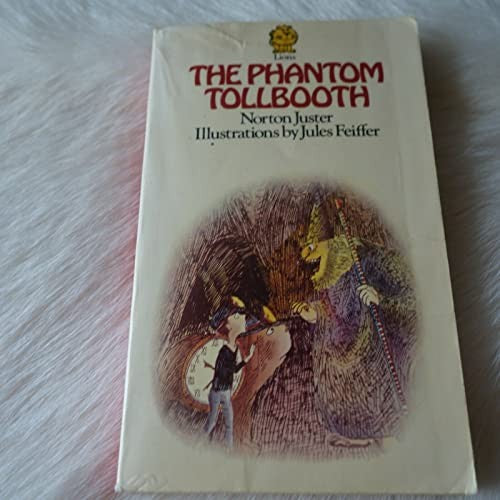 Lions
THE PHANTOM
TOLLBOOTH
Norton Juster
Illustrations by Jules Feiffer